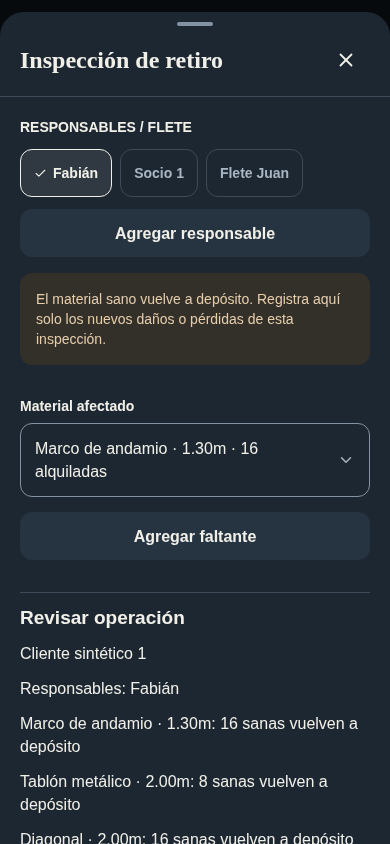 Inspección de retiro
RESPONSABLES / FLETE
Fabián
Socio 1
Flete Juan
Agregar responsable
El material sano vuelve a depósito. Registra aquí
solo los nuevos daños o pérdidas de esta
inspección.
Material afectado
Marco de andamio · 1.30m · 16
alquiladas
Agregar faltante
Revisar operación
Cliente sintético 1
Responsables: Fabián
Marco de andamio · 1.30m: 16 sanas vuelven a
depósito
Tablón metálico · 2.00m: 8 sanas vuelven a
depósito
Diagonal · 2.00m: 16 sanas vuelven a depósito